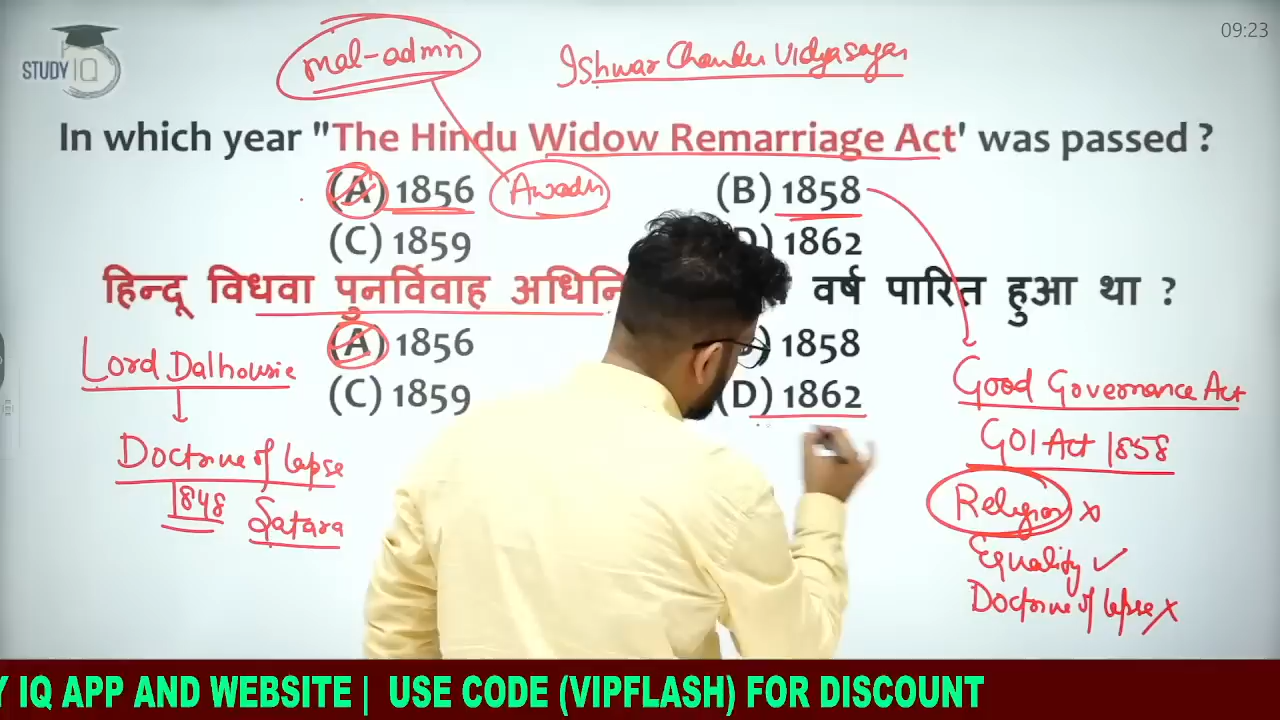 09:23
STUDY IQ
mal-admn
Ishwar Chander Vidyasagar
In which year "The Hindu Widow Remarriage Act' was passed ?
(A) 1856
Awadh
(B) 1858
(C) 1859
1862
हिन्दू विधवा पुनर्विवाह
वर्ष पारित हुआ था ?
(A) 1856
1858
(C) 1859
(D) 1862
Lord Dalhousie
Doctrine of lapse
1848
Satara
Good Governance Act
GOI Act 1858
Religion x
Equality ✓
Doctrine of lapse x
Y IQ APP AND WEBSITE | USE CODE (VIPFLASH) FOR DISCOUNT